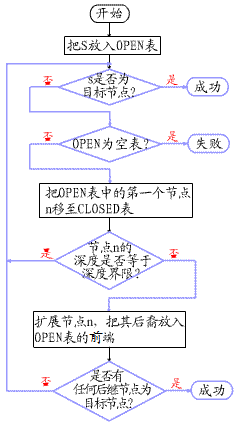 开始
把S放入OPEN表
s是否为
目标节点?
否
是
成功
否
OPEN为空表?
是
失败
把OPEN表中的第一个节点
n移至CLOSED表
是
节点n的
深度是否等于
深度界限?
否
扩展节点n，把其后裔放入
OPEN表的前端
否
是否有
任何后继节点为
目标节点?
是
成功